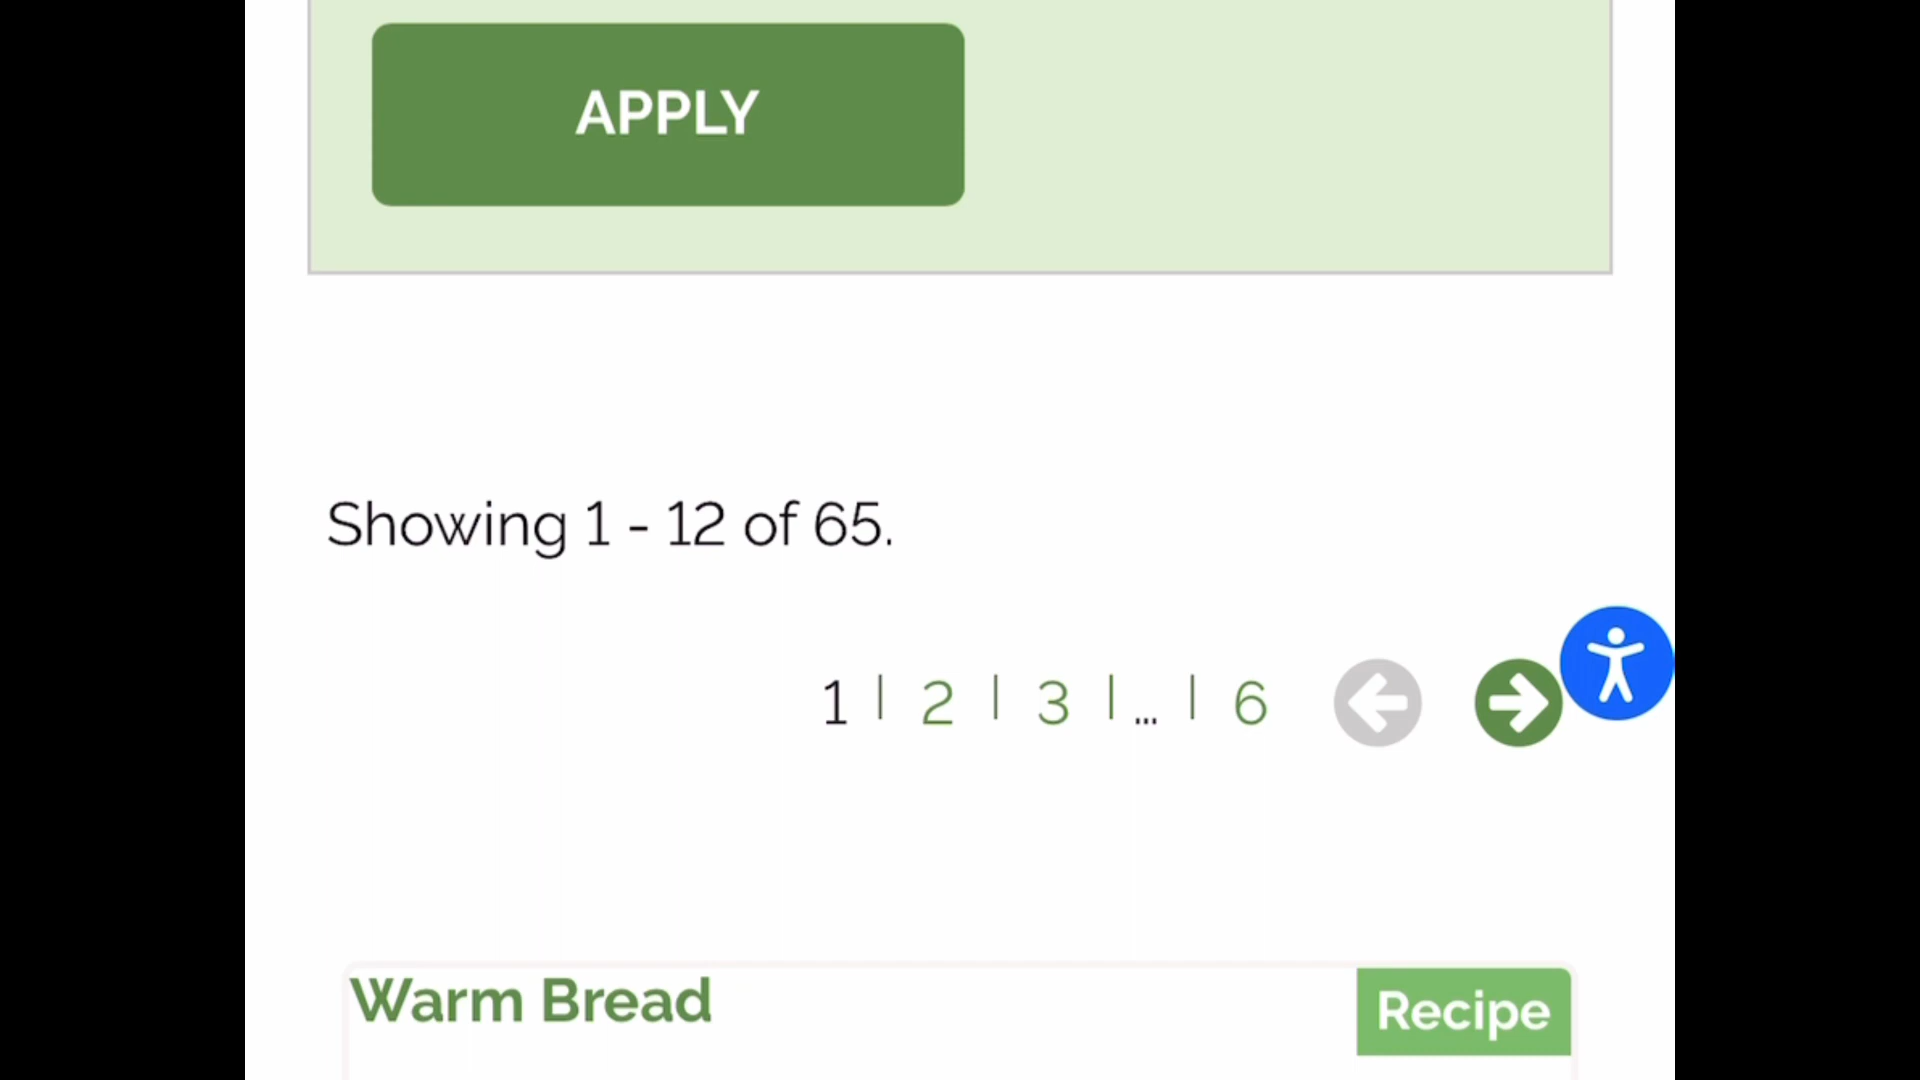 APPLY
Showing 1 - 12 of 65.
1 | 2 | 3 | ... | 6
Warm Bread
Recipe